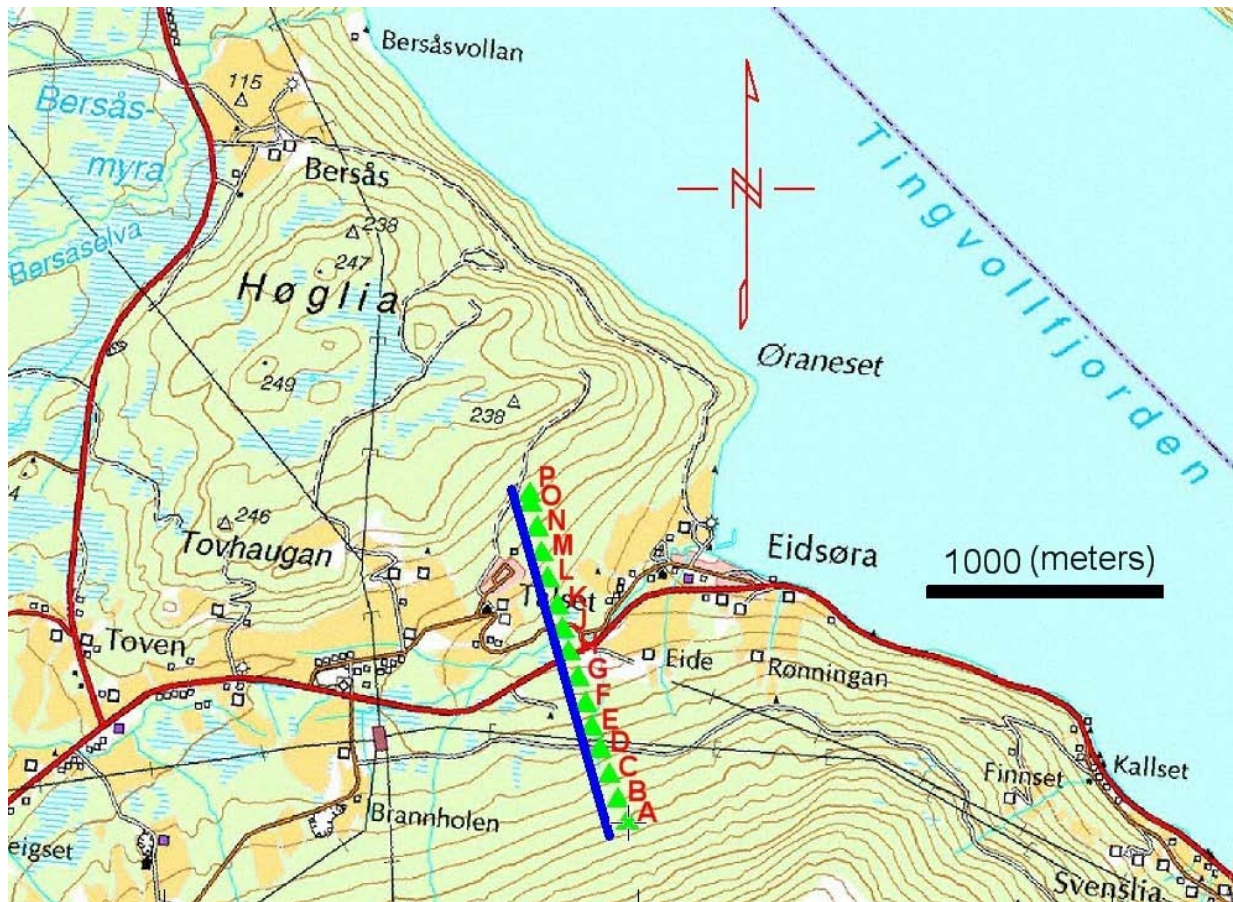 Bersåsvollan
115
Bersås-
myra
Bersås
Bersaselva
238
247
Høglia
N
Tingvollfjorden
Øraneset
249
238
4
246
Tovhaugan
P
O
N
M
L
K
J
G
F
E
D
C
B
A
Eidsøra
1000 (meters)
Toven
Eide
Rønningan
Finnset
Kallset
Brannholen
eigset
Svenslia